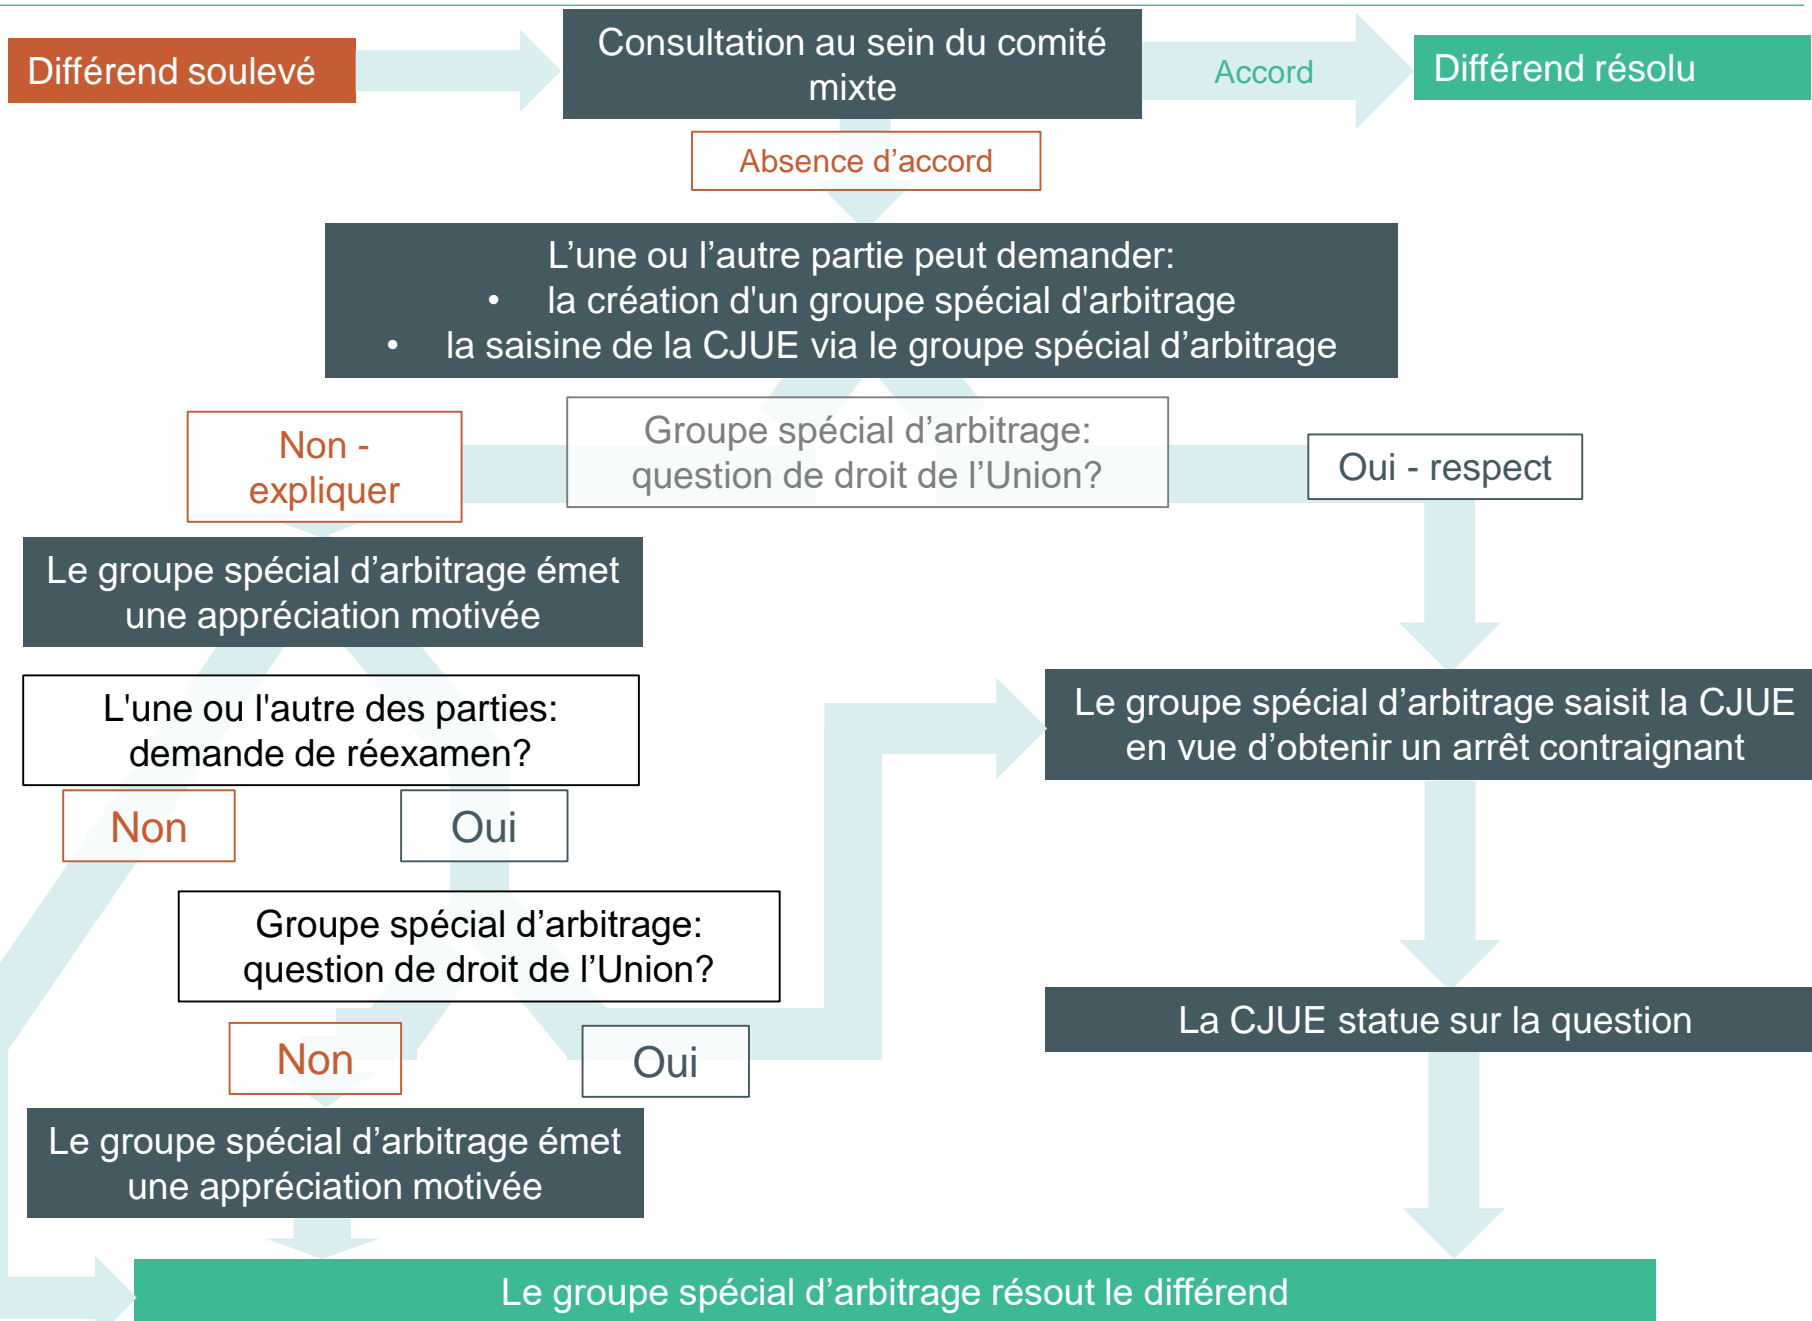 Différend soulevé
Consultation au sein du comité
mixte
Accord
Différend résolu
Absence d’accord
L’une ou l’autre partie peut demander:
• la création d'un groupe spécial d'arbitrage
• la saisine de la CJUE via le groupe spécial d’arbitrage
Non -
expliquer
Groupe spécial d’arbitrage:
question de droit de l’Union?
Oui - respect
Le groupe spécial d’arbitrage émet
une appréciation motivée
L'une ou l'autre des parties:
demande de réexamen?
Non
Oui
Le groupe spécial d’arbitrage saisit la CJUE
en vue d’obtenir un arrêt contraignant
Groupe spécial d’arbitrage:
question de droit de l’Union?
Non
Oui
La CJUE statue sur la question
Le groupe spécial d’arbitrage émet
une appréciation motivée
Le groupe spécial d’arbitrage résout le différend